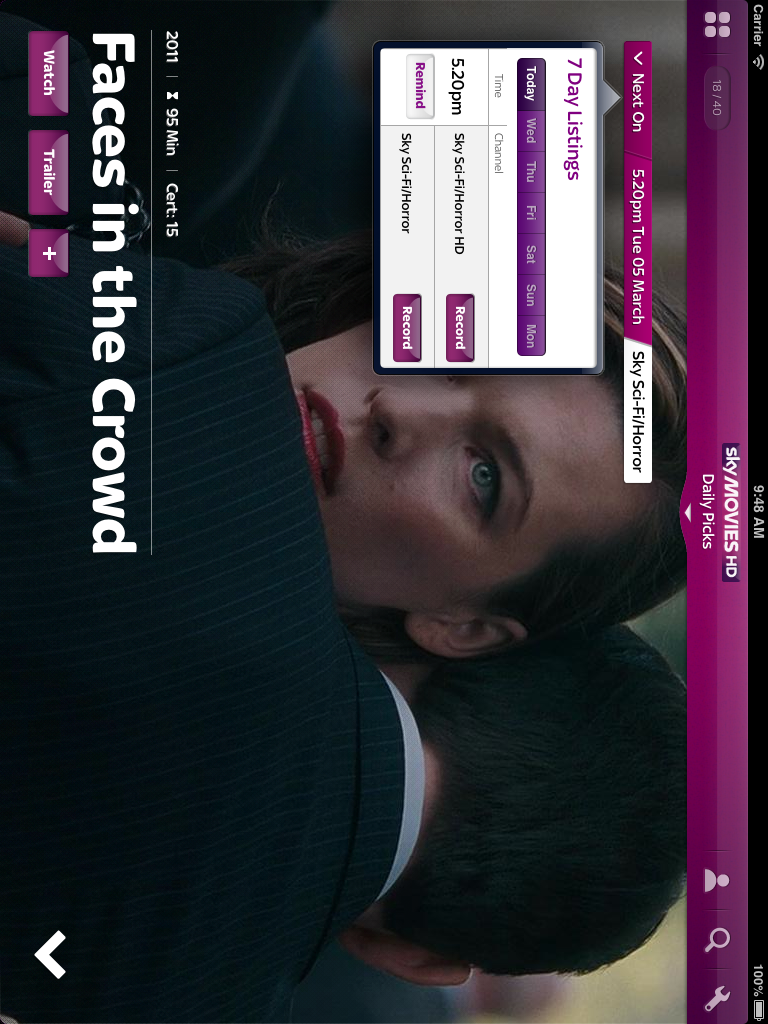 Carrier 9:48 AM 100%
18 / 40
sky MOVIES HD
Daily Picks
Next On 5.20pm Tue 05 March Sky Sci-Fi/Horror
7 Day Listings
Today Wed Thu Fri Sat Sun Mon
Time Channel
5.20pm Sky Sci-Fi/Horror HD Record
Remind Sky Sci-Fi/Horror Record
2011 | 95 Min | Cert: 15
Faces in the Crowd
Watch Trailer +